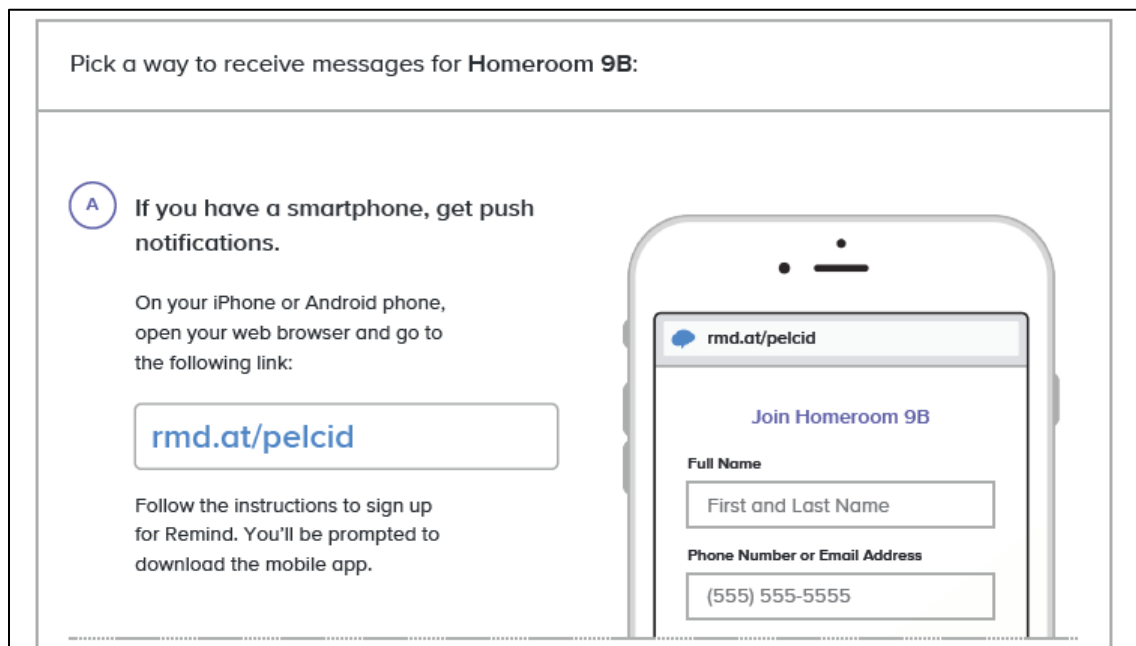 Pick a way to receive messages for Homeroom 9B:
A
If you have a smartphone, get push
notifications.
On your iPhone or Android phone,
open your web browser and go to
the following link:
rmd.at/pelcid
Follow the instructions to sign up
for Remind. You'll be prompted to
download the mobile app.
rmd.at/pelcid
Join Homeroom 9B
Full Name
First and Last Name
Phone Number or Email Address
(555) 555-5555